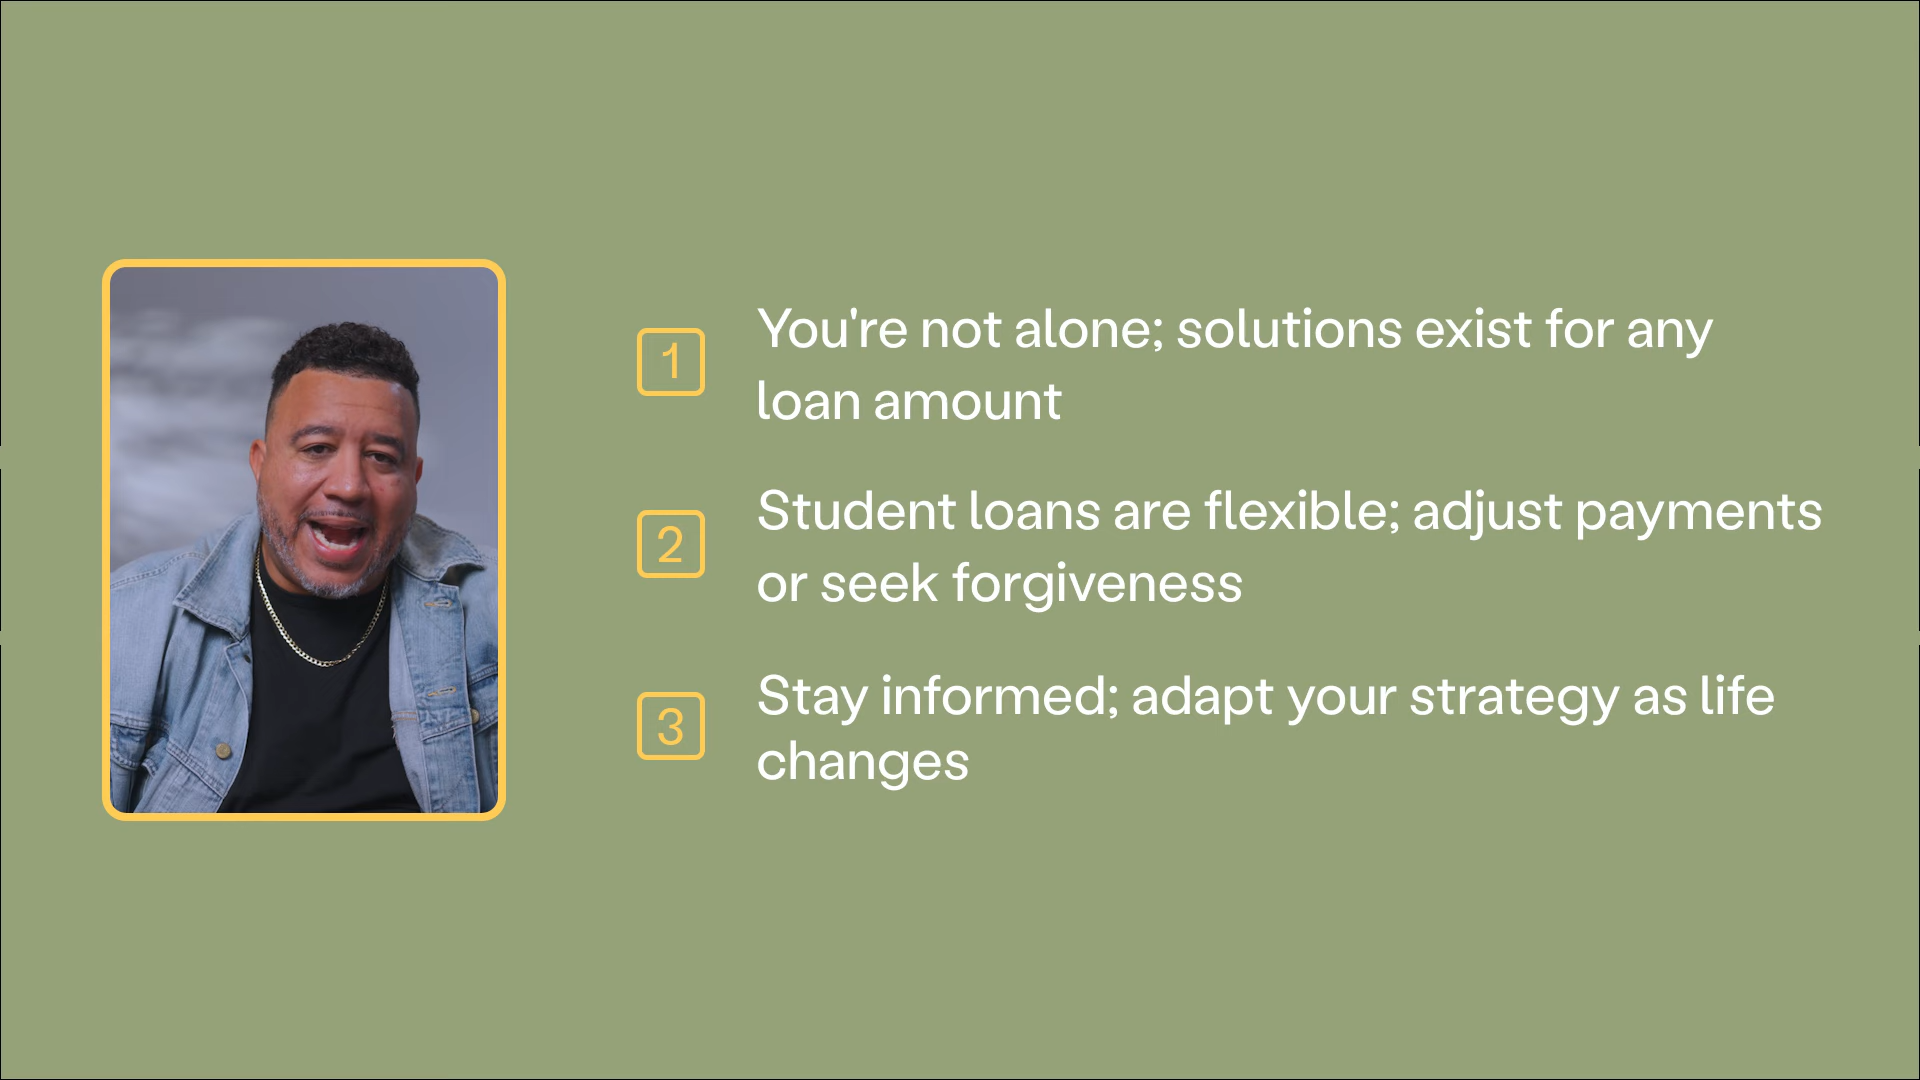 1
You're not alone; solutions exist for any
loan amount
2
Student loans are flexible; adjust payments
or seek forgiveness
3
Stay informed; adapt your strategy as life
changes